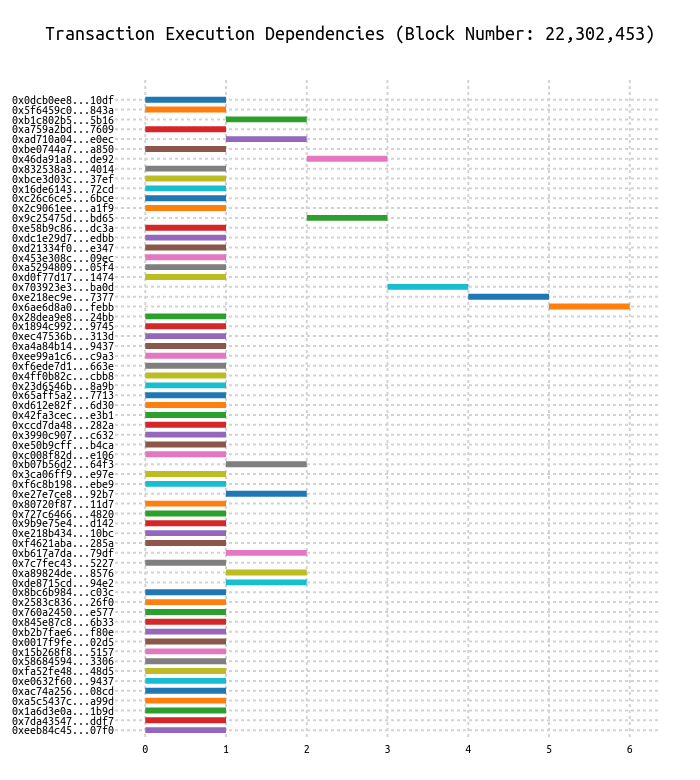 Transaction Execution Dependencies (Block Number: 22,302,453)
0x0dcb0ee8...10df
0x5f6459c0...843a
0xb1c802b5...5b16
0xa759a2bd...7609
0xad710a04...e0ec
0xbe0744a7...a850
0x46da91a8...de92
0x832538a3...4014
0xbce3d03c...37ef
0x16de6143...72cd
0xc26c6ce5...6bce
0x2c9061ee...a1f9
0x9c25475d...bd65
0xe58b9c86...dc3a
0xdc1e29d7...edbb
0xd21334f0...e347
0x453e308c...09ec
0xa5294809...05f4
0xd0f77d17...1474
0x703923e3...ba0d
0xe218ec9e...7377
0x6ae6d8a0...febb
0x28dea9e8...24bb
0x1894c992...9745
0xec47536b...313d
0xa4a84b14...9437
0xee99a1c6...c9a3
0xf6ede7d1...663e
0x4ff0b82c...cbb8
0x23d6546b...8a9b
0x65aff5a2...7713
0xd612e82f...6d30
0x42fa3cec...e3b1
0xccd7da48...282a
0x3990c907...c632
0xe50b9cff...b4ca
0xc008f82d...e106
0xb07b56d2...64f3
0x3ca06ff9...e97e
0xf6c8b198...ebe9
0xe27e7ce8...92b7
0x80720f87...11d7
0x727c6466...4820
0x9b9e75e4...d142
0xe218b434...10bc
0xf4621aba...285a
0xb617a7da...79df
0x7c7fec43...5227
0xa89824de...8576
0xde8715cd...94e2
0x8bc6b984...c03c
0x2583c836...26f0
0x760a2450...e577
0x845e87c8...6b33
0xb2b7fae6...f80e
0x0017f9fe...02d5
0x15b268f8...5157
0x58684594...3306
0xfa52fe48...48d5
0xe0632f60...9437
0xac74a256...08cd
0xa5c5437c...a99d
0x1a6d3e0a...1b9d
0x7da43547...ddf7
0xeeb84c45...07f0
0 1 2 3 4 5 6